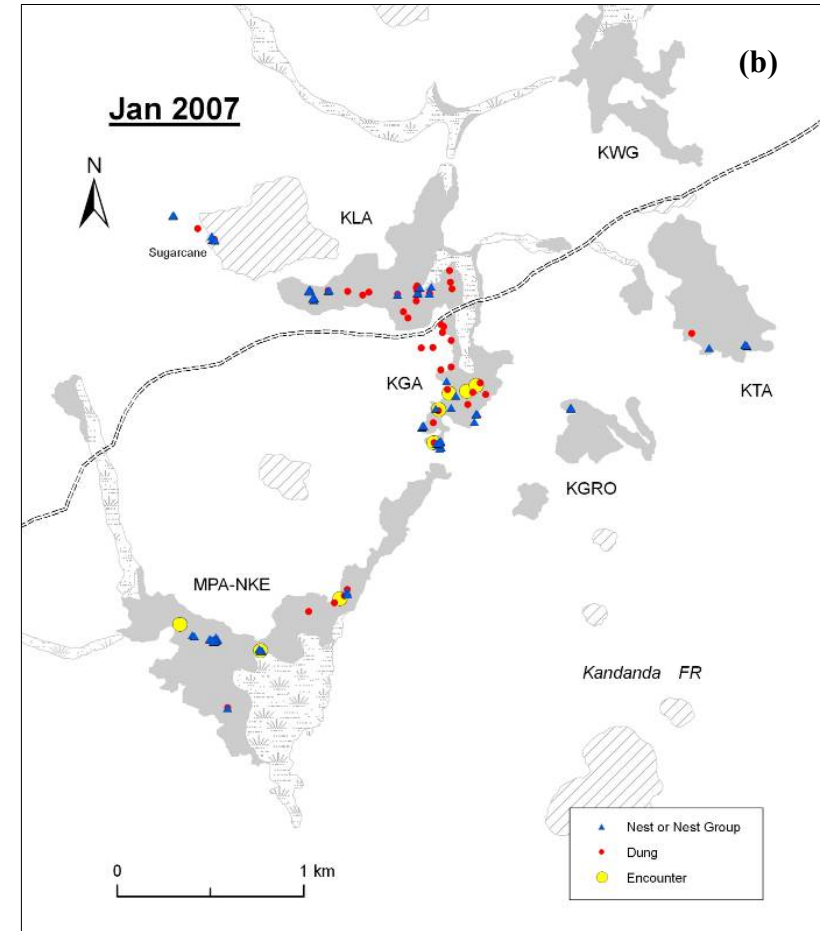 (b)
Jan 2007
KWG
N
KLA
Sugarcane
KGA
KTA
KGRO
MPA-NKE
Kandanda FR
Nest or Nest Group
Dung
Encounter
0 1 km